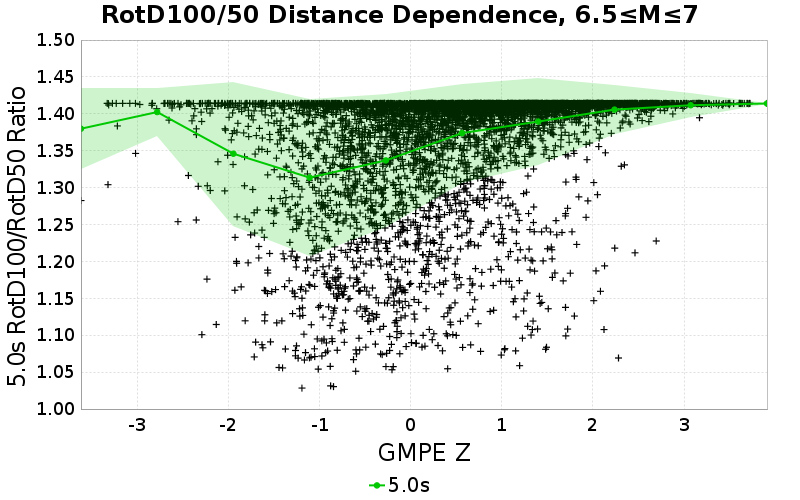 RotD100/50 Distance Dependence, 6.5≤M≤7
5.0s RotD100/RotD50 Ratio
1.50
1.45
1.40
1.35
1.30
1.25
1.20
1.15
1.10
1.05
1.00
-3 -2 -1 0 1 2 3
GMPE Z
5.0s